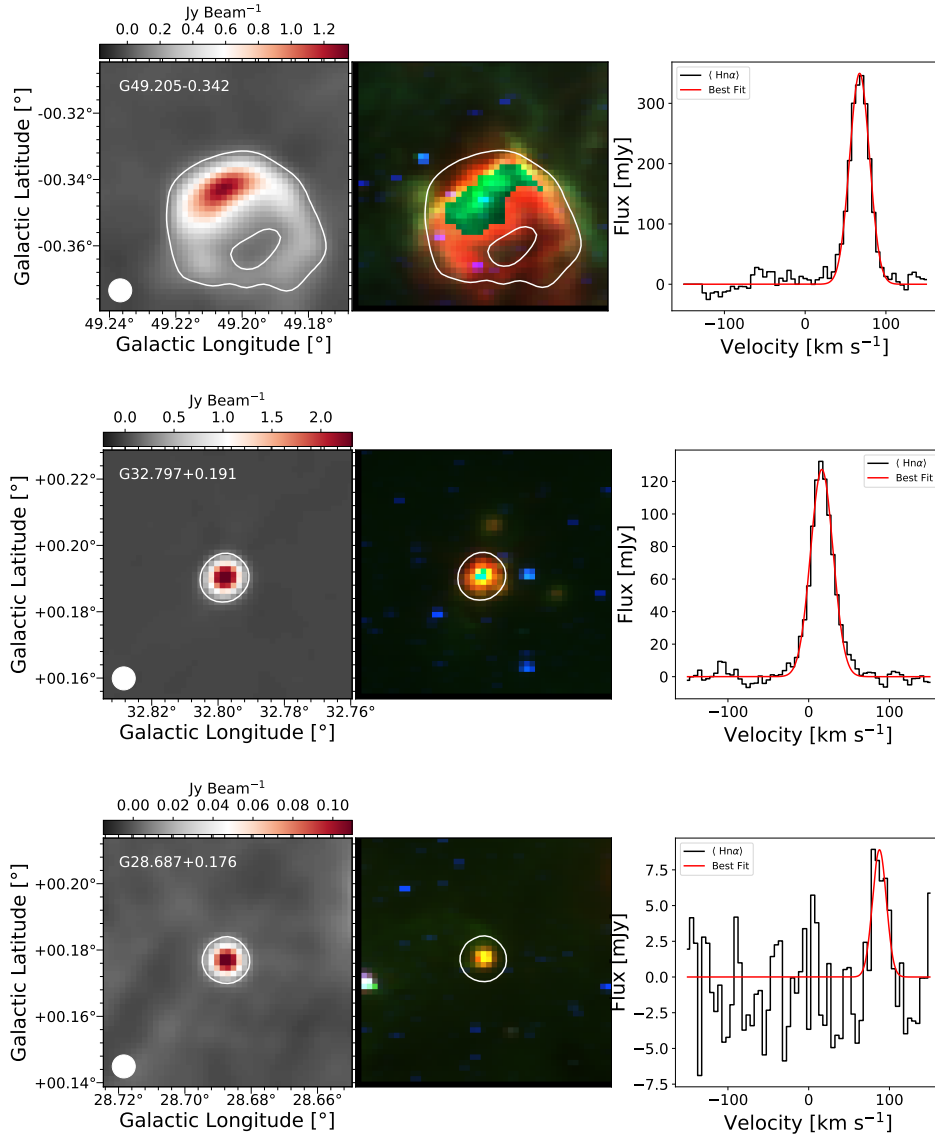 Jy Beam⁻¹
0.0 0.2 0.4 0.6 0.8 1.0 1.2
G49.205-0.342
Galactic Latitude [°]
-00.32°
-00.34°
-00.36°
49.24° 49.22° 49.20° 49.18°
Galactic Longitude [°]
Flux [mJy]
300
200
100
0
⟨ Hnα⟩
Best Fit
−100 0 100
Velocity [km s⁻¹]
Jy Beam⁻¹
0.0 0.5 1.0 1.5 2.0
G32.797+0.191
Galactic Latitude [°]
+00.22°
+00.20°
+00.18°
+00.16°
32.82° 32.80° 32.78° 32.76°
Galactic Longitude [°]
Flux [mJy]
120
100
80
60
40
20
0
⟨ Hnα⟩
Best Fit
−100 0 100
Velocity [km s⁻¹]
Jy Beam⁻¹
0.00 0.02 0.04 0.06 0.08 0.10
G28.687+0.176
Galactic Latitude [°]
+00.20°
+00.18°
+00.16°
+00.14°
28.72° 28.70° 28.68° 28.66°
Galactic Longitude [°]
Flux [mJy]
7.5
5.0
2.5
0.0
−2.5
−5.0
−7.5
⟨ Hnα⟩
Best Fit
−100 0 100
Velocity [km s⁻¹]